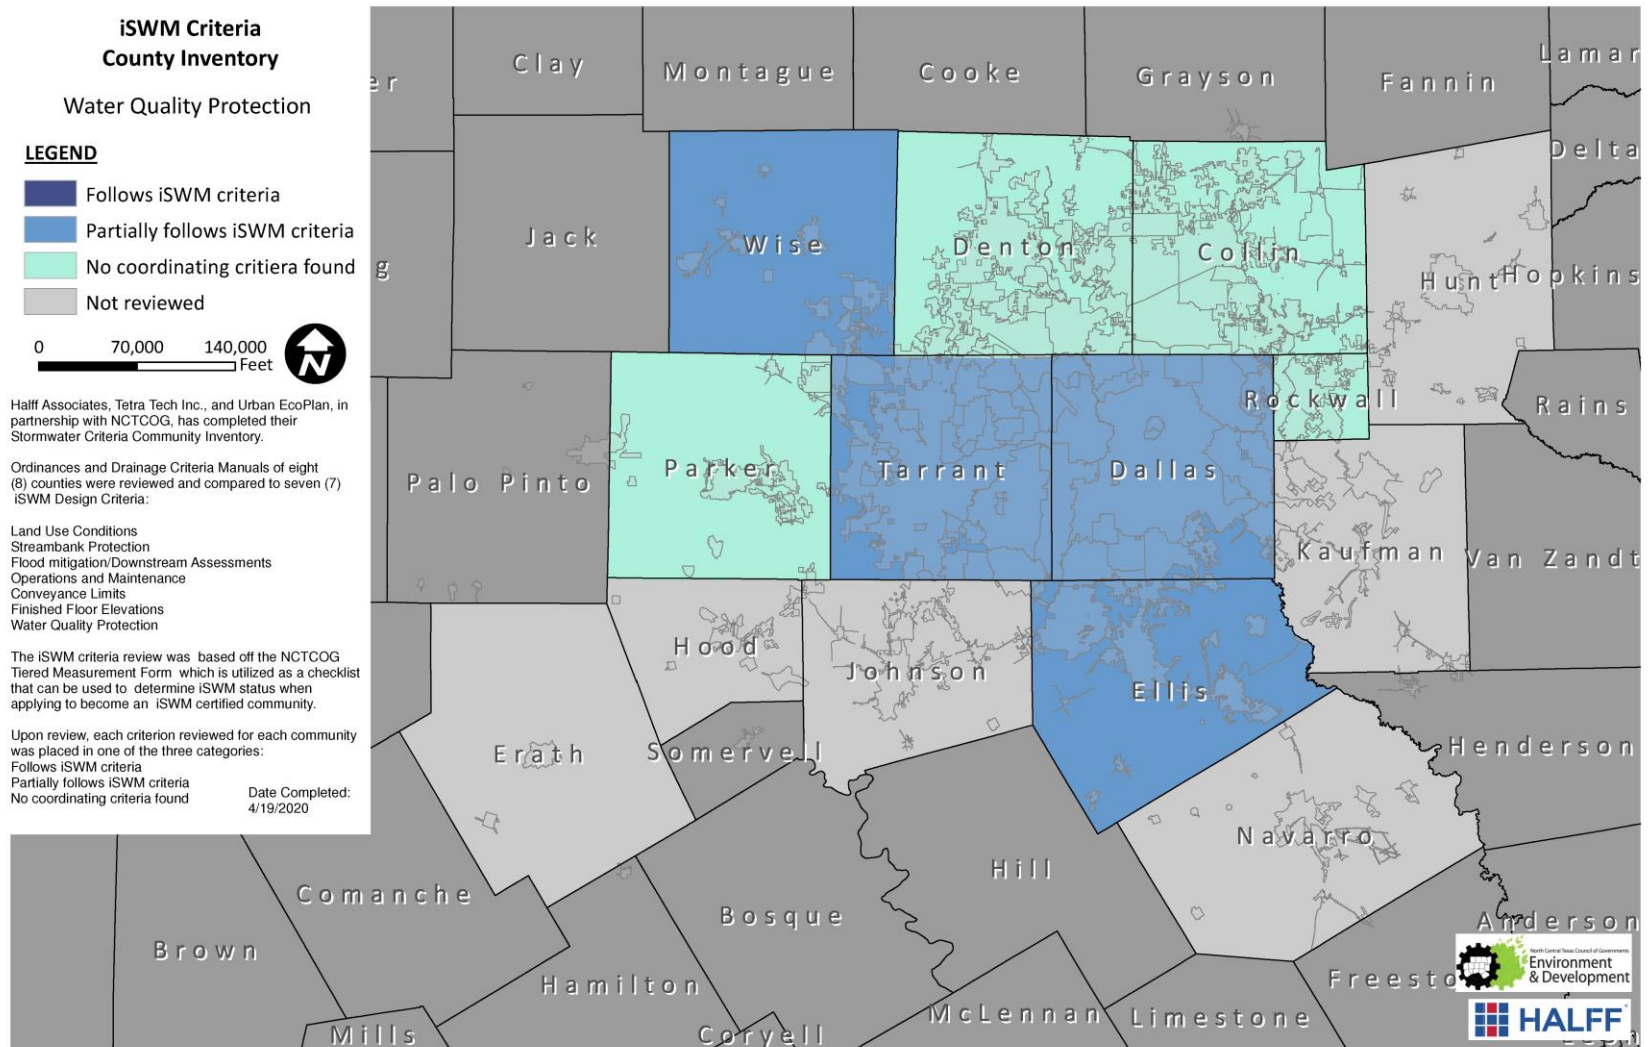 iSWM Criteria
County Inventory
Water Quality Protection
LEGEND
Follows iSWM criteria
Partially follows iSWM criteria
No coordinating critiera found
Not reviewed
0 70,000 140,000
Feet
N
Halff Associates, Tetra Tech Inc., and Urban EcoPlan, in
partnership with NCTCOG, has completed their
Stormwater Criteria Community Inventory.
Ordinances and Drainage Criteria Manuals of eight
(8) counties were reviewed and compared to seven (7)
iSWM Design Criteria:
Land Use Conditions
Streambank Protection
Flood mitigation/Downstream Assessments
Operations and Maintenance
Conveyance Limits
Finished Floor Elevations
Water Quality Protection
The iSWM criteria review was based off the NCTCOG
Tiered Measurement Form which is utilized as a checklist
that can be used to determine iSWM status when
applying to become an iSWM certified community.
Upon review, each criterion reviewed for each community
was placed in one of the three categories:
Follows iSWM criteria
Partially follows iSWM criteria
No coordinating criteria found
Date Completed:
4/19/2020
er
Clay
Montague
Cooke
Grayson
Fannin
Lamar
Delta
g
Jack
Wise
Denton
Collin
Hunt
Hopkins
Rockwall
Rains
Palo Pinto
Parker
Tarrant
Dallas
Kaufman
Van Zandt
Hood
Johnson
Ellis
Erath
Somervell
Henderson
Navarro
Hill
Comanche
Bosque
Anderson
Brown
Hamilton
Freesto
McLennan
Limestone
Mills
Coryell
North Central Texas Council of Governments
Environment
& Development
HALFF